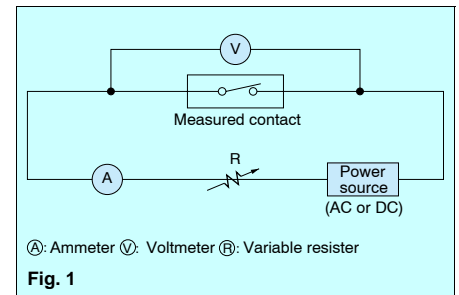 V
Measured contact
R
A
Power
source
(AC or DC)
Ⓐ: Ammeter Ⓥ: Voltmeter Ⓡ: Variable resister
Fig. 1